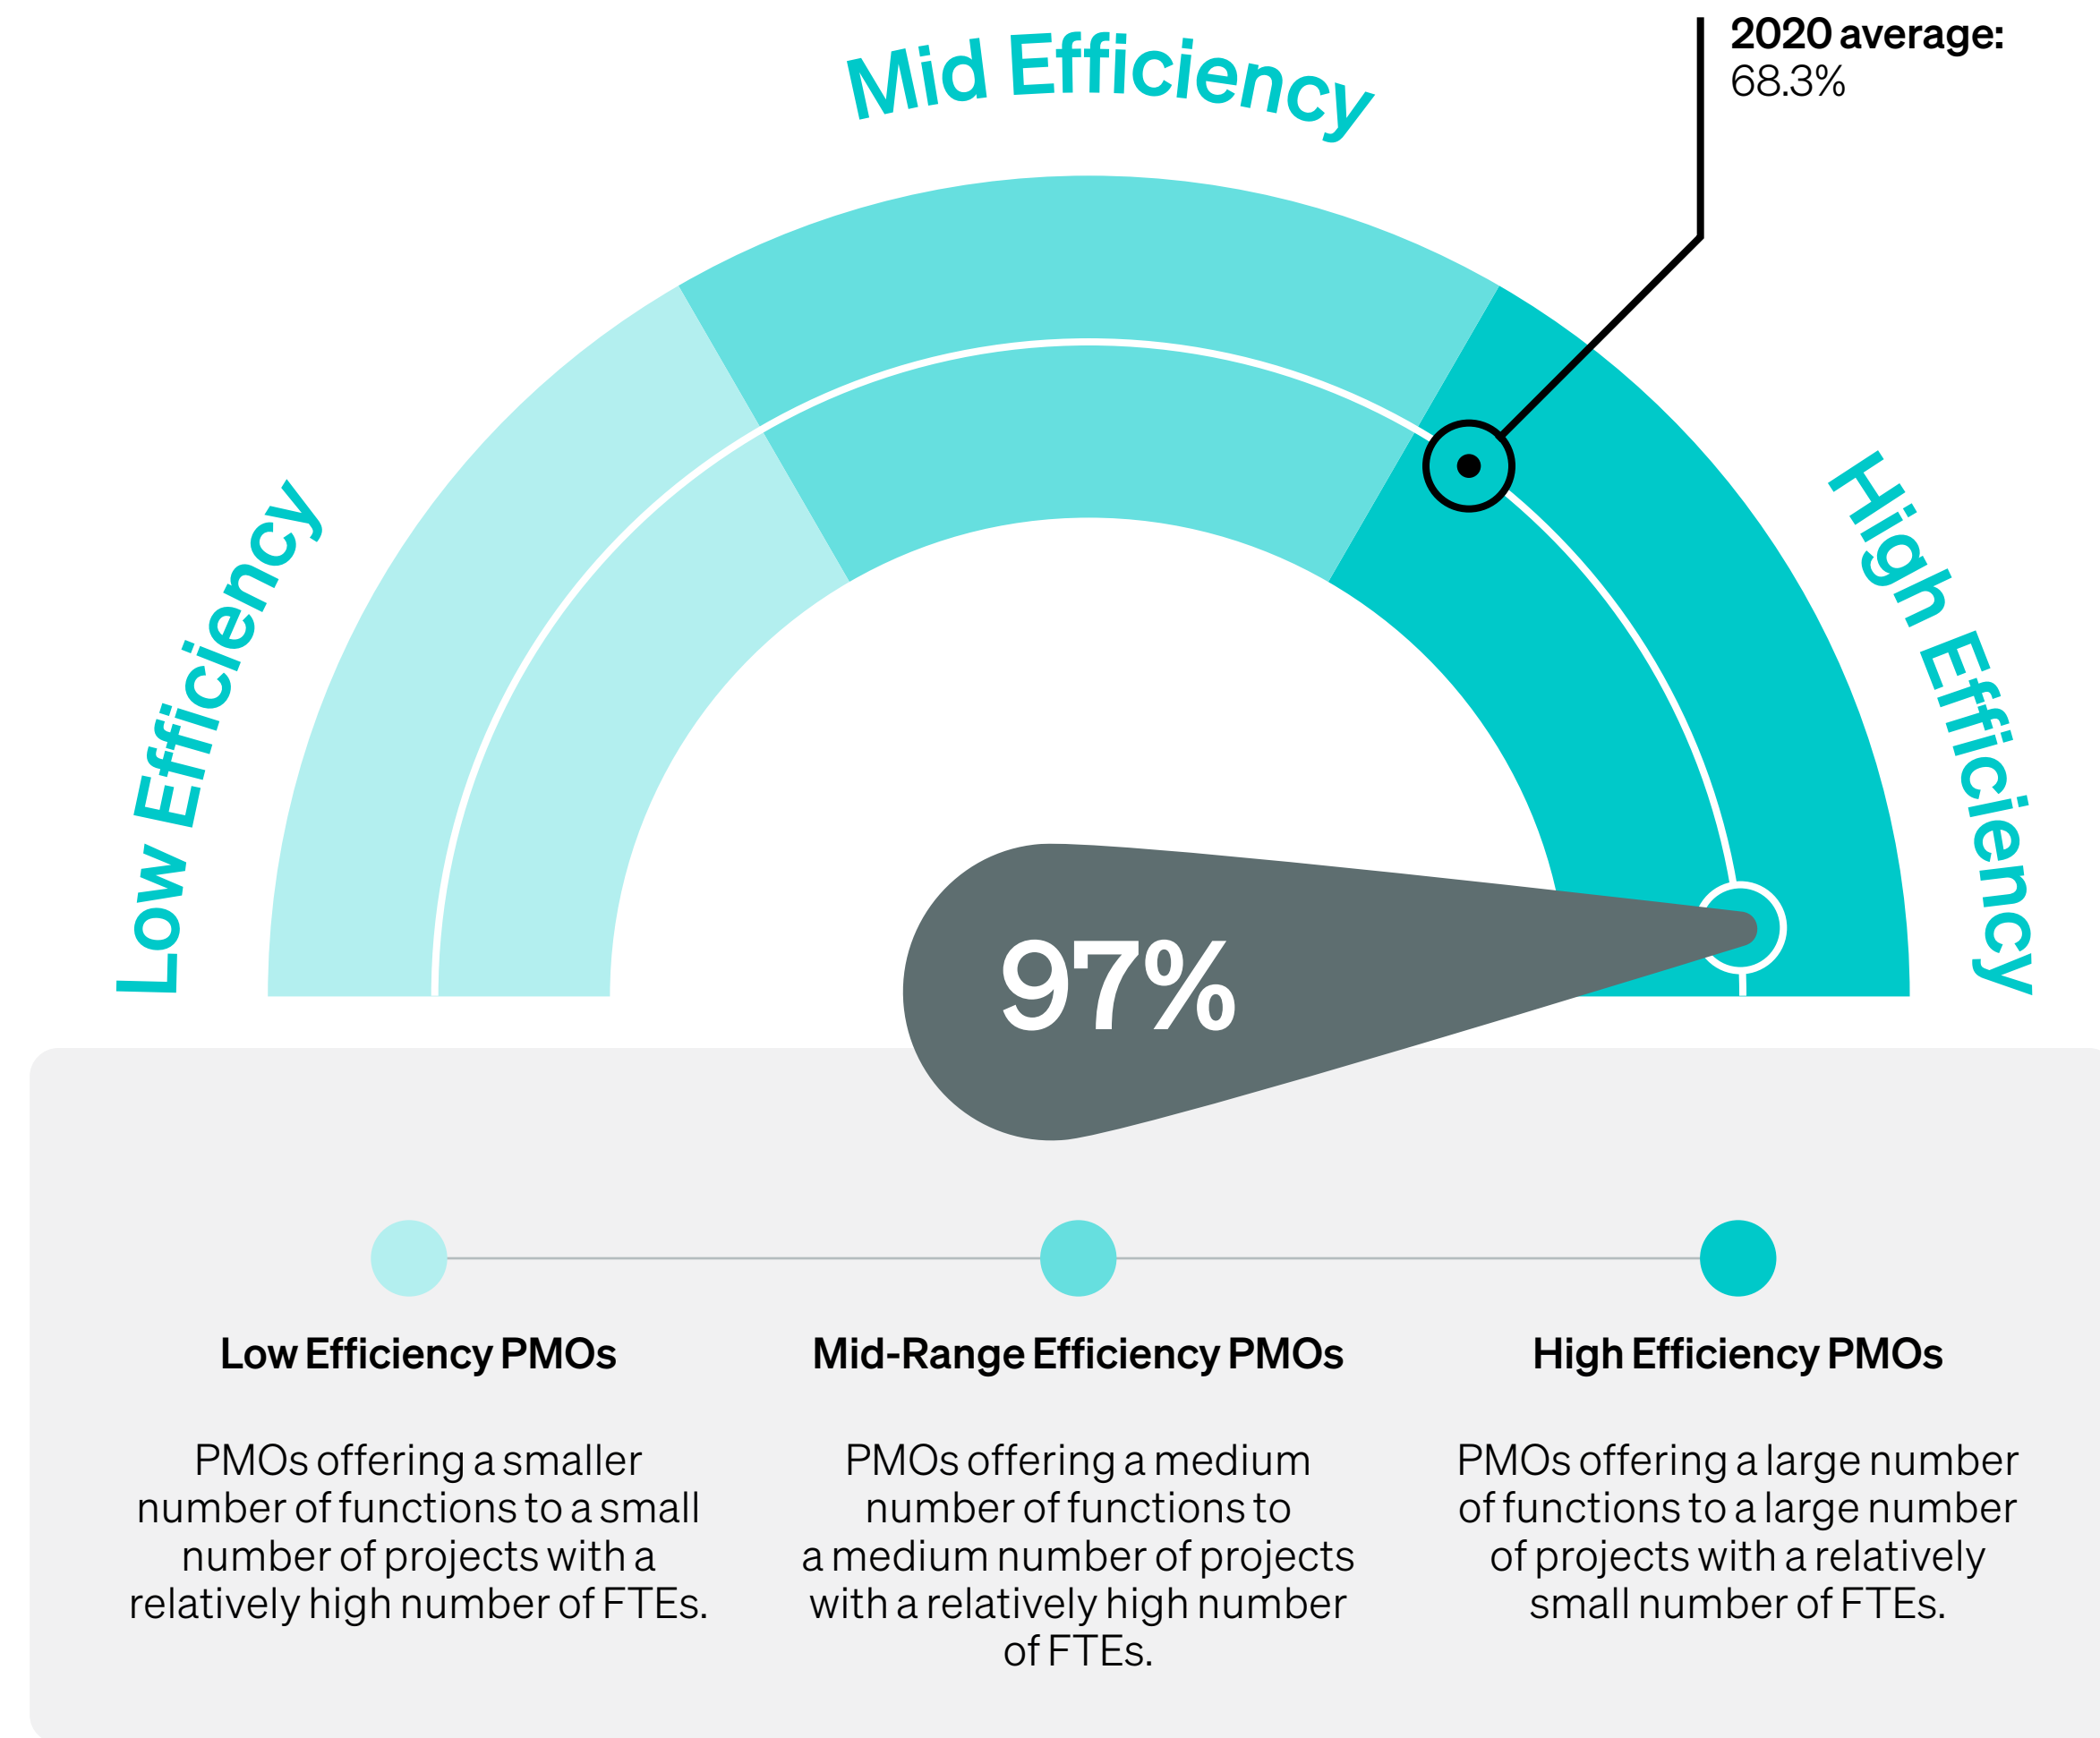 Mid Efficiency
2020 average:
68.3%
Low Efficiency
High Efficiency
97%
Low Efficiency PMOs
PMOs offering a smaller
number of functions to a small
number of projects with a
relatively high number of FTEs.
Mid-Range Efficiency PMOs
PMOs offering a medium
number of functions to
a medium number of projects
with a relatively high number
of FTEs.
High Efficiency PMOs
PMOs offering a large number
of functions to a large number
of projects with a relatively
small number of FTEs.